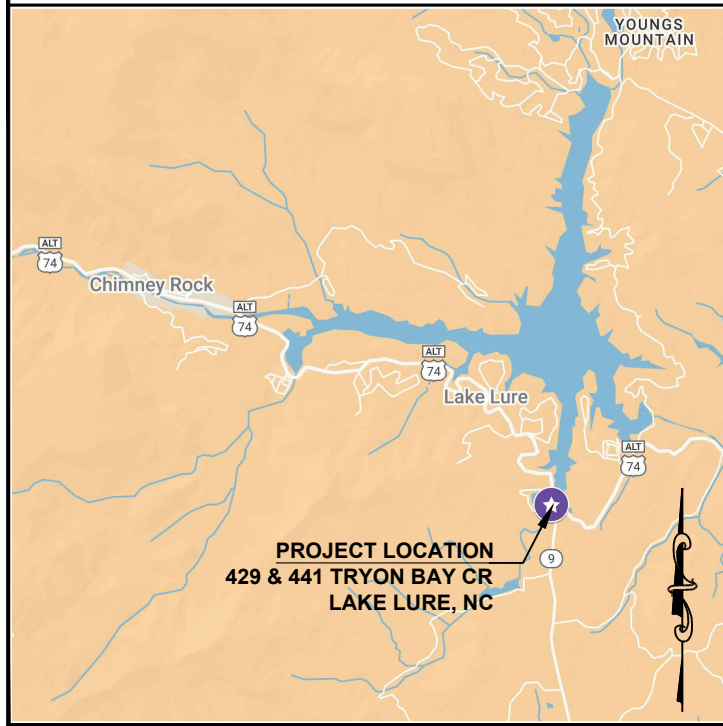 YOUNGS
MOUNTAIN
ALT
74
Chimney Rock
ALT
74
ALT
74
Lake Lure
ALT
74
PROJECT LOCATION
429 & 441 TRYON BAY CR
LAKE LURE, NC
9